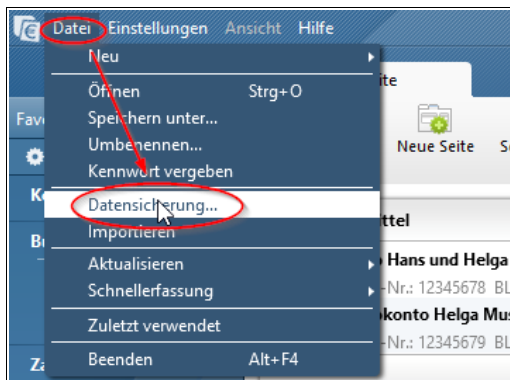 Datei Einstellungen Ansicht Hilfe
Neu
Öffnen Strg+O
Speichern unter...
Umbenennen...
Kennwort vergeben
Datensicherung...
Importieren
Aktualisieren
Schnellerfassung
Zuletzt verwendet
Beenden Alt+F4
Neue Seite
Hans und Helga
-Nr.: 12345678 BL
okonto Helga Mus
-Nr.: 12345679 BL